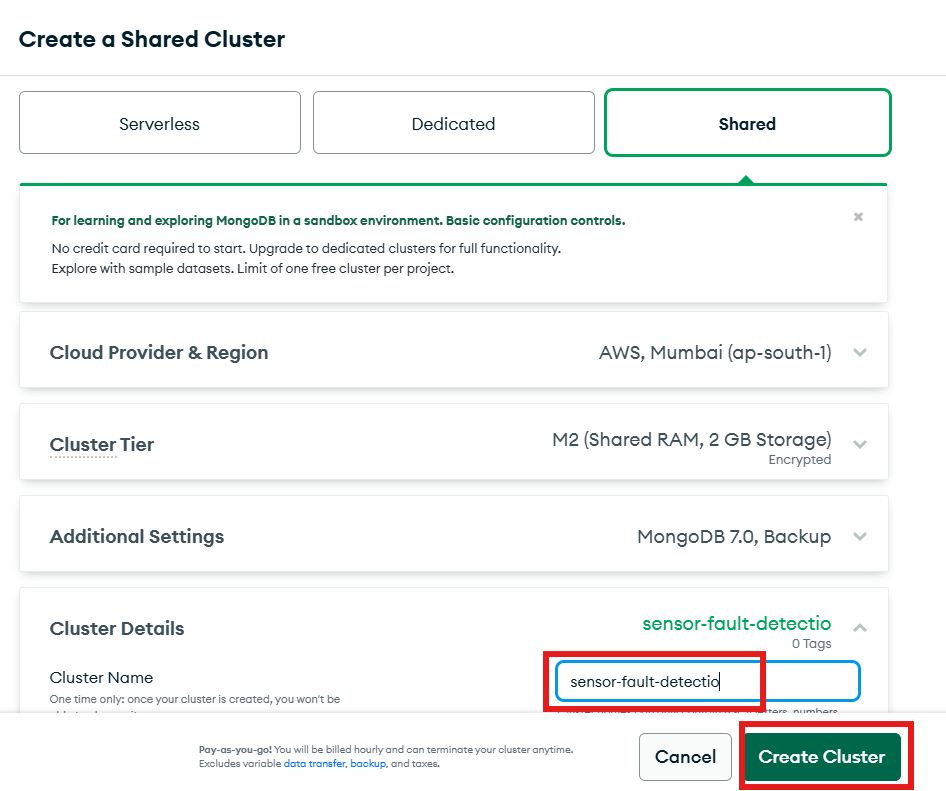 Create a Shared Cluster
Serverless
Dedicated
Shared
For learning and exploring MongoDB in a sandbox environment. Basic configuration controls.
No credit card required to start. Upgrade to dedicated clusters for full functionality.
Explore with sample datasets. Limit of one free cluster per project.
Cloud Provider & Region
AWS, Mumbai (ap-south-1)
Cluster Tier
M2 (Shared RAM, 2 GB Storage)
Encrypted
Additional Settings
MongoDB 7.0, Backup
Cluster Details
sensor-fault-detectio
0 Tags
Cluster Name
One time only: once your cluster is created, you won't be
sensor-fault-detectio
Pay-as-you-go! You will be billed hourly and can terminate your cluster anytime.
Excludes variable data transfer, backup, and taxes.
Cancel
Create Cluster